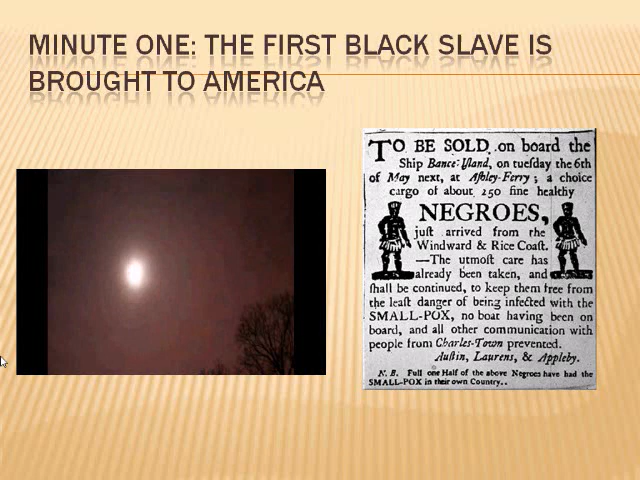 MINUTE ONE: THE FIRST BLACK SLAVE IS
BROUGHT TO AMERICA
TO BE SOLD on board the
Ship Bance-Iſland, on tueſday the 6th
of May next, at Aſhley-Ferry; a choice
cargo of about 250 fine healthy
NEGROES,
juſt arrived from the
Windward & Rice Coaſt.
—The utmoſt care has
already been taken, and
ſhall be continued, to keep them free from
the leaſt danger of being infected with the
SMALL-POX, no boat having been on
board, and all other communication with
people from Charles-Town prevented.
Auſtin, Laurens, & Appleby.
N. B. Full one Half of the above Negroes have had the
SMALL-POX in their own Country..